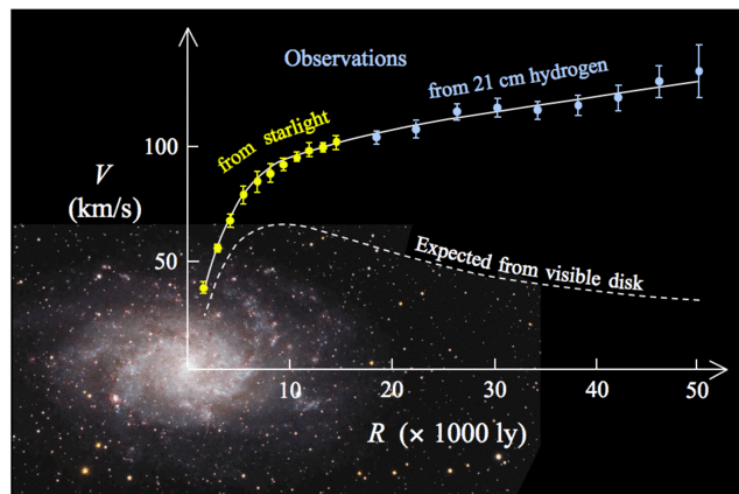 Observations
from 21 cm hydrogen
from starlight
100
V
(km/s)
50
Expected from visible disk
10
20
30
40
50
R (× 1000 ly)